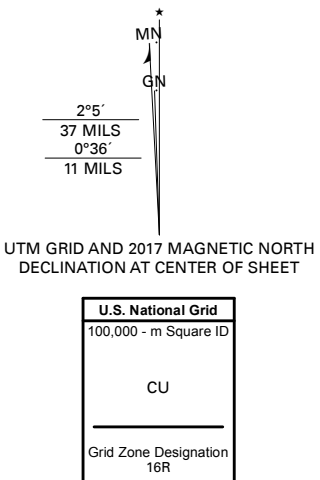 ★
MN
GN
2°5´
37 MILS
0°36´
11 MILS
UTM GRID AND 2017 MAGNETIC NORTH
DECLINATION AT CENTER OF SHEET
U.S. National Grid
100,000 - m Square ID
CU
Grid Zone Designation
16R